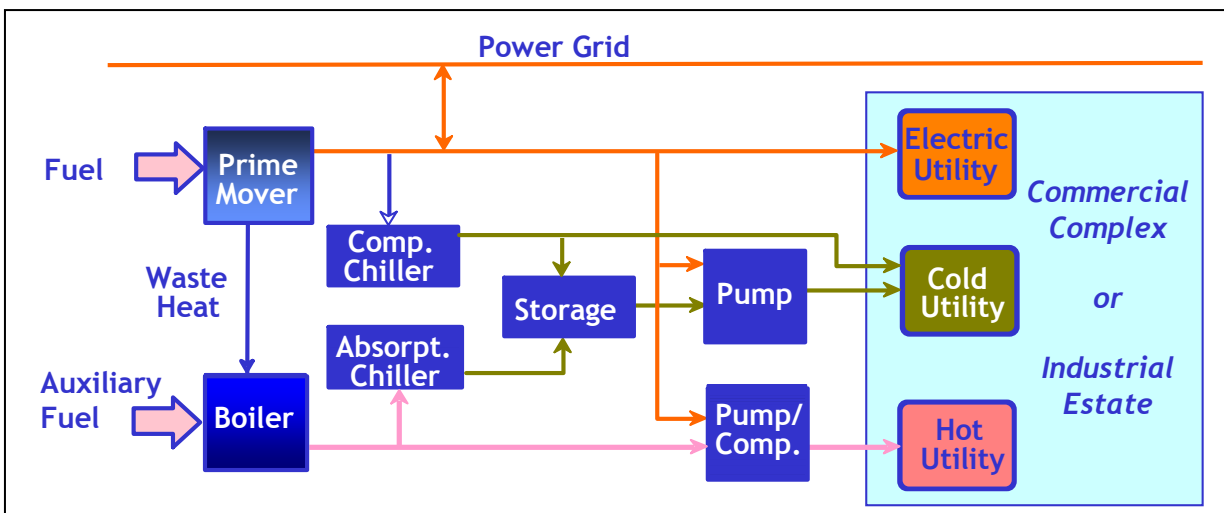 Power Grid
Fuel
Prime
Mover
Electric
Utility
Commercial
Complex
or
Industrial
Estate
Comp.
Chiller
Waste
Heat
Storage
Pump
Cold
Utility
Absorpt.
Chiller
Auxiliary
Fuel
Boiler
Pump/
Comp.
Hot
Utility